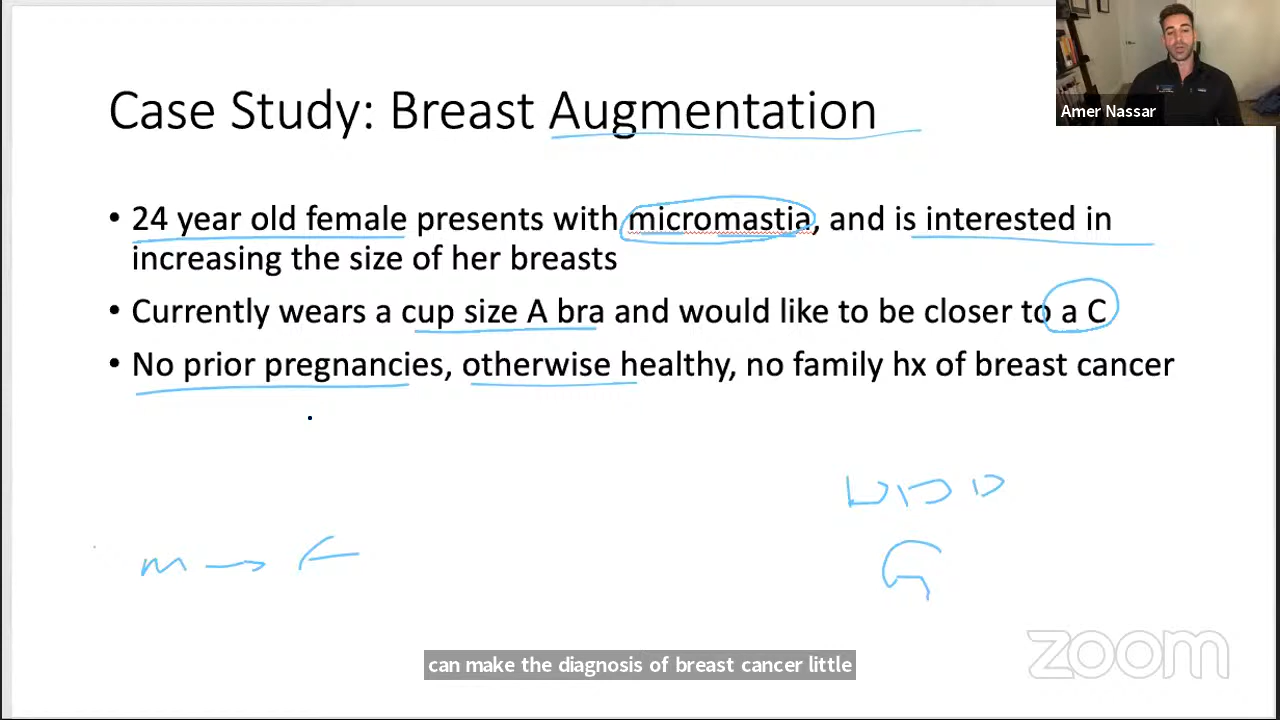 Amer Nassar
Case Study: Breast Augmentation
• 24 year old female presents with micromastia, and is interested in
increasing the size of her breasts
• Currently wears a cup size A bra and would like to be closer to a C
• No prior pregnancies, otherwise healthy, no family hx of breast cancer
DDD
G
m → F
can make the diagnosis of breast cancer little
zoom